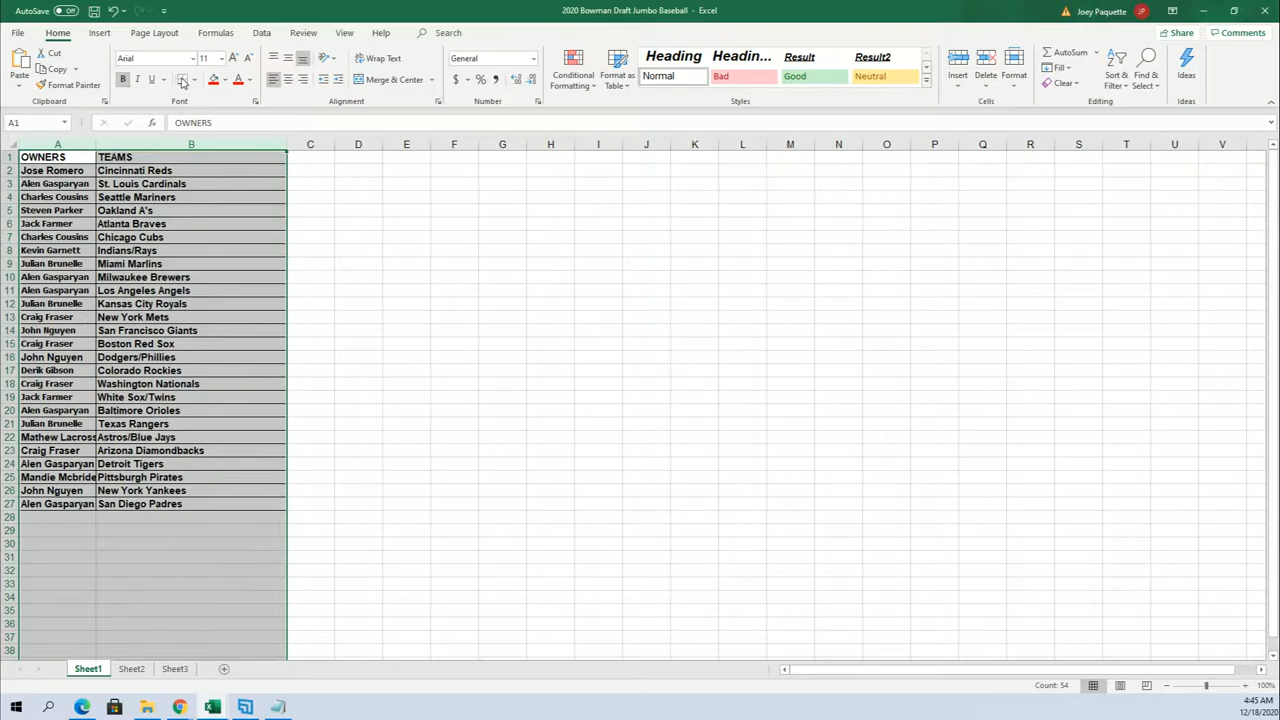 AutoSave Off 2020 Bowman Draft Jumbo Baseball - Excel Joey Paquette JP
File Home Insert Page Layout Formulas Data Review View Help Search Share Comments
Paste Cut Copy Format Painter Clipboard
Arial 11 B I U A Font
Wrap Text Merge & Center Alignment
General $ % Number
Conditional Formatting Format as Table Heading Headin... Result Result2 Normal Bad Good Neutral Styles
Insert Delete Format Cells
AutoSum Fill Clear Sort & Filter Find & Select Editing
Ideas Ideas
A1 fx OWNERS
A B C D E F G H I J K L M N O P Q R S T U V
1 OWNERS TEAMS
2 Jose Romero Cincinnati Reds
3 Alen Gasparyan St. Louis Cardinals
4 Charles Cousins Seattle Mariners
5 Steven Parker Oakland A's
6 Jack Farmer Atlanta Braves
7 Charles Cousins Chicago Cubs
8 Kevin Garnett Indians/Rays
9 Julian Brunelle Miami Marlins
10 Alen Gasparyan Milwaukee Brewers
11 Alen Gasparyan Los Angeles Angels
12 Julian Brunelle Kansas City Royals
13 Craig Fraser New York Mets
14 John Nguyen San Francisco Giants
15 Craig Fraser Boston Red Sox
16 John Nguyen Dodgers/Phillies
17 Derik Gibson Colorado Rockies
18 Craig Fraser Washington Nationals
19 Jack Farmer White Sox/Twins
20 Alen Gasparyan Baltimore Orioles
21 Julian Brunelle Texas Rangers
22 Mathew Lacross Astros/Blue Jays
23 Craig Fraser Arizona Diamondbacks
24 Alen Gasparyan Detroit Tigers
25 Mandie Mcbride Pittsburgh Pirates
26 John Nguyen New York Yankees
27 Alen Gasparyan San Diego Padres
28
29
30
31
32
33
34
35
36
37
38
Sheet1 Sheet2 Sheet3
Count: 54 100%
4:45 AM
12/18/2020